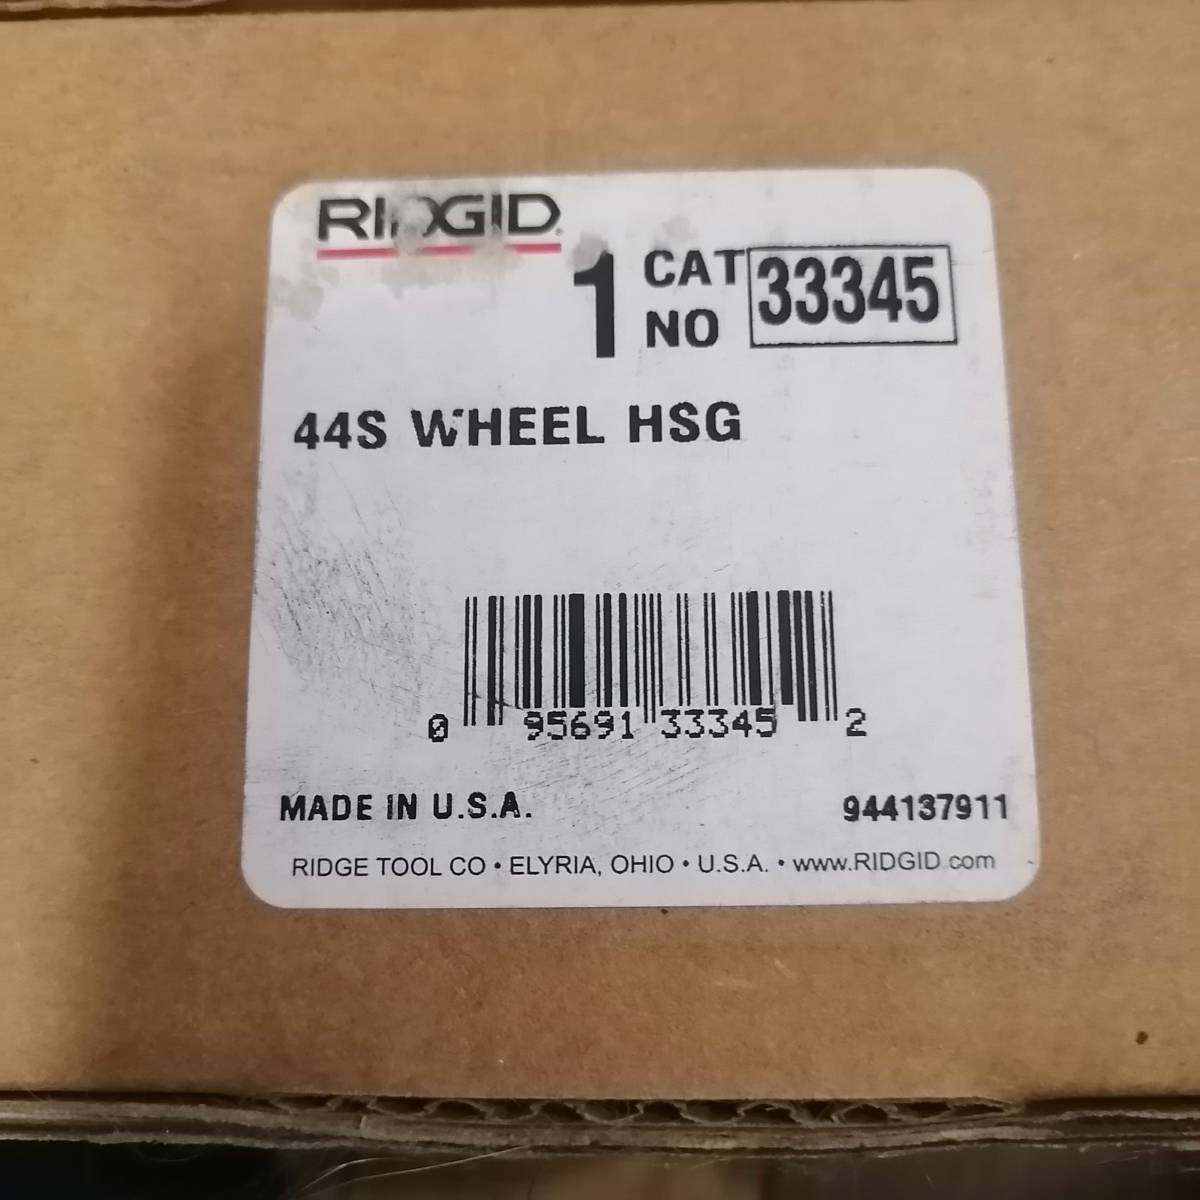 RIDGID
1 CAT NO 33345
44S WHEEL HSG
0 95691 33345 2
MADE IN U.S.A. 944137911
RIDGE TOOL CO • ELYRIA, OHIO • U.S.A. • www.RIDGID.com